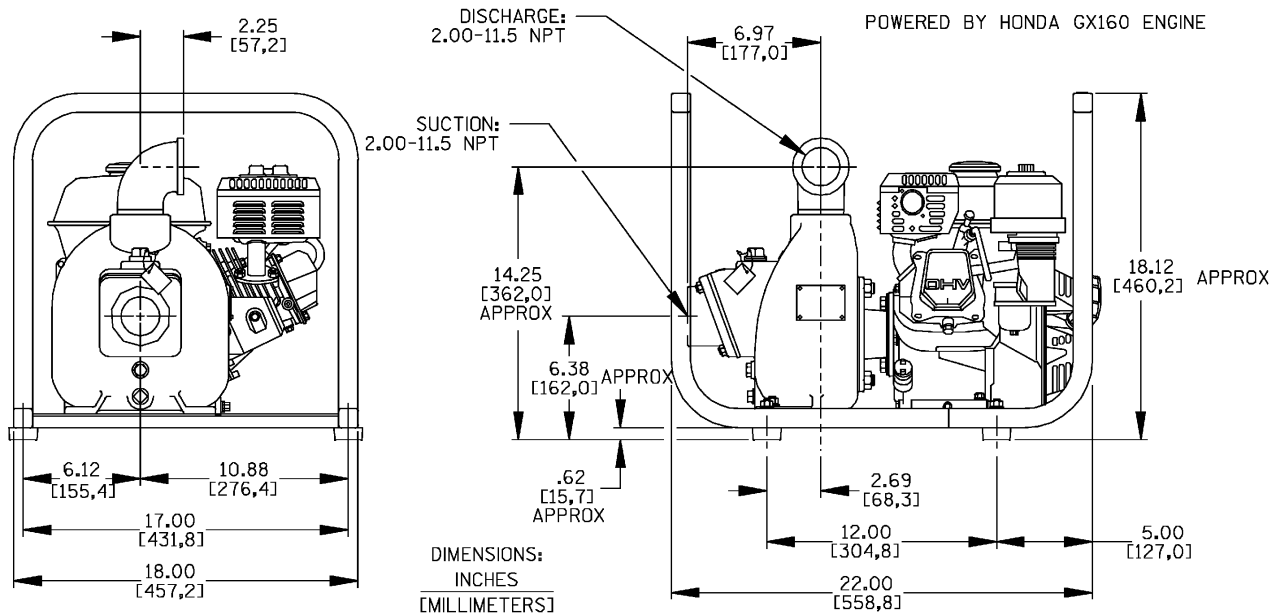 2.25
[57,2]
DISCHARGE:
2.00-11.5 NPT
6.97
[177,0]
POWERED BY HONDA GX160 ENGINE
SUCTION:
2.00-11.5 NPT
14.25
[362,0]
APPROX
18.12
[460,2] APPROX
OHV
6.38
[162,0] APPROX
.62
[15,7]
APPROX
6.12
[155,4]
10.88
[276,4]
17.00
[431,8]
18.00
[457,2]
2.69
[68,3]
12.00
[304,8]
5.00
[127,0]
22.00
[558,8]
DIMENSIONS:
INCHES
[MILLIMETERS]